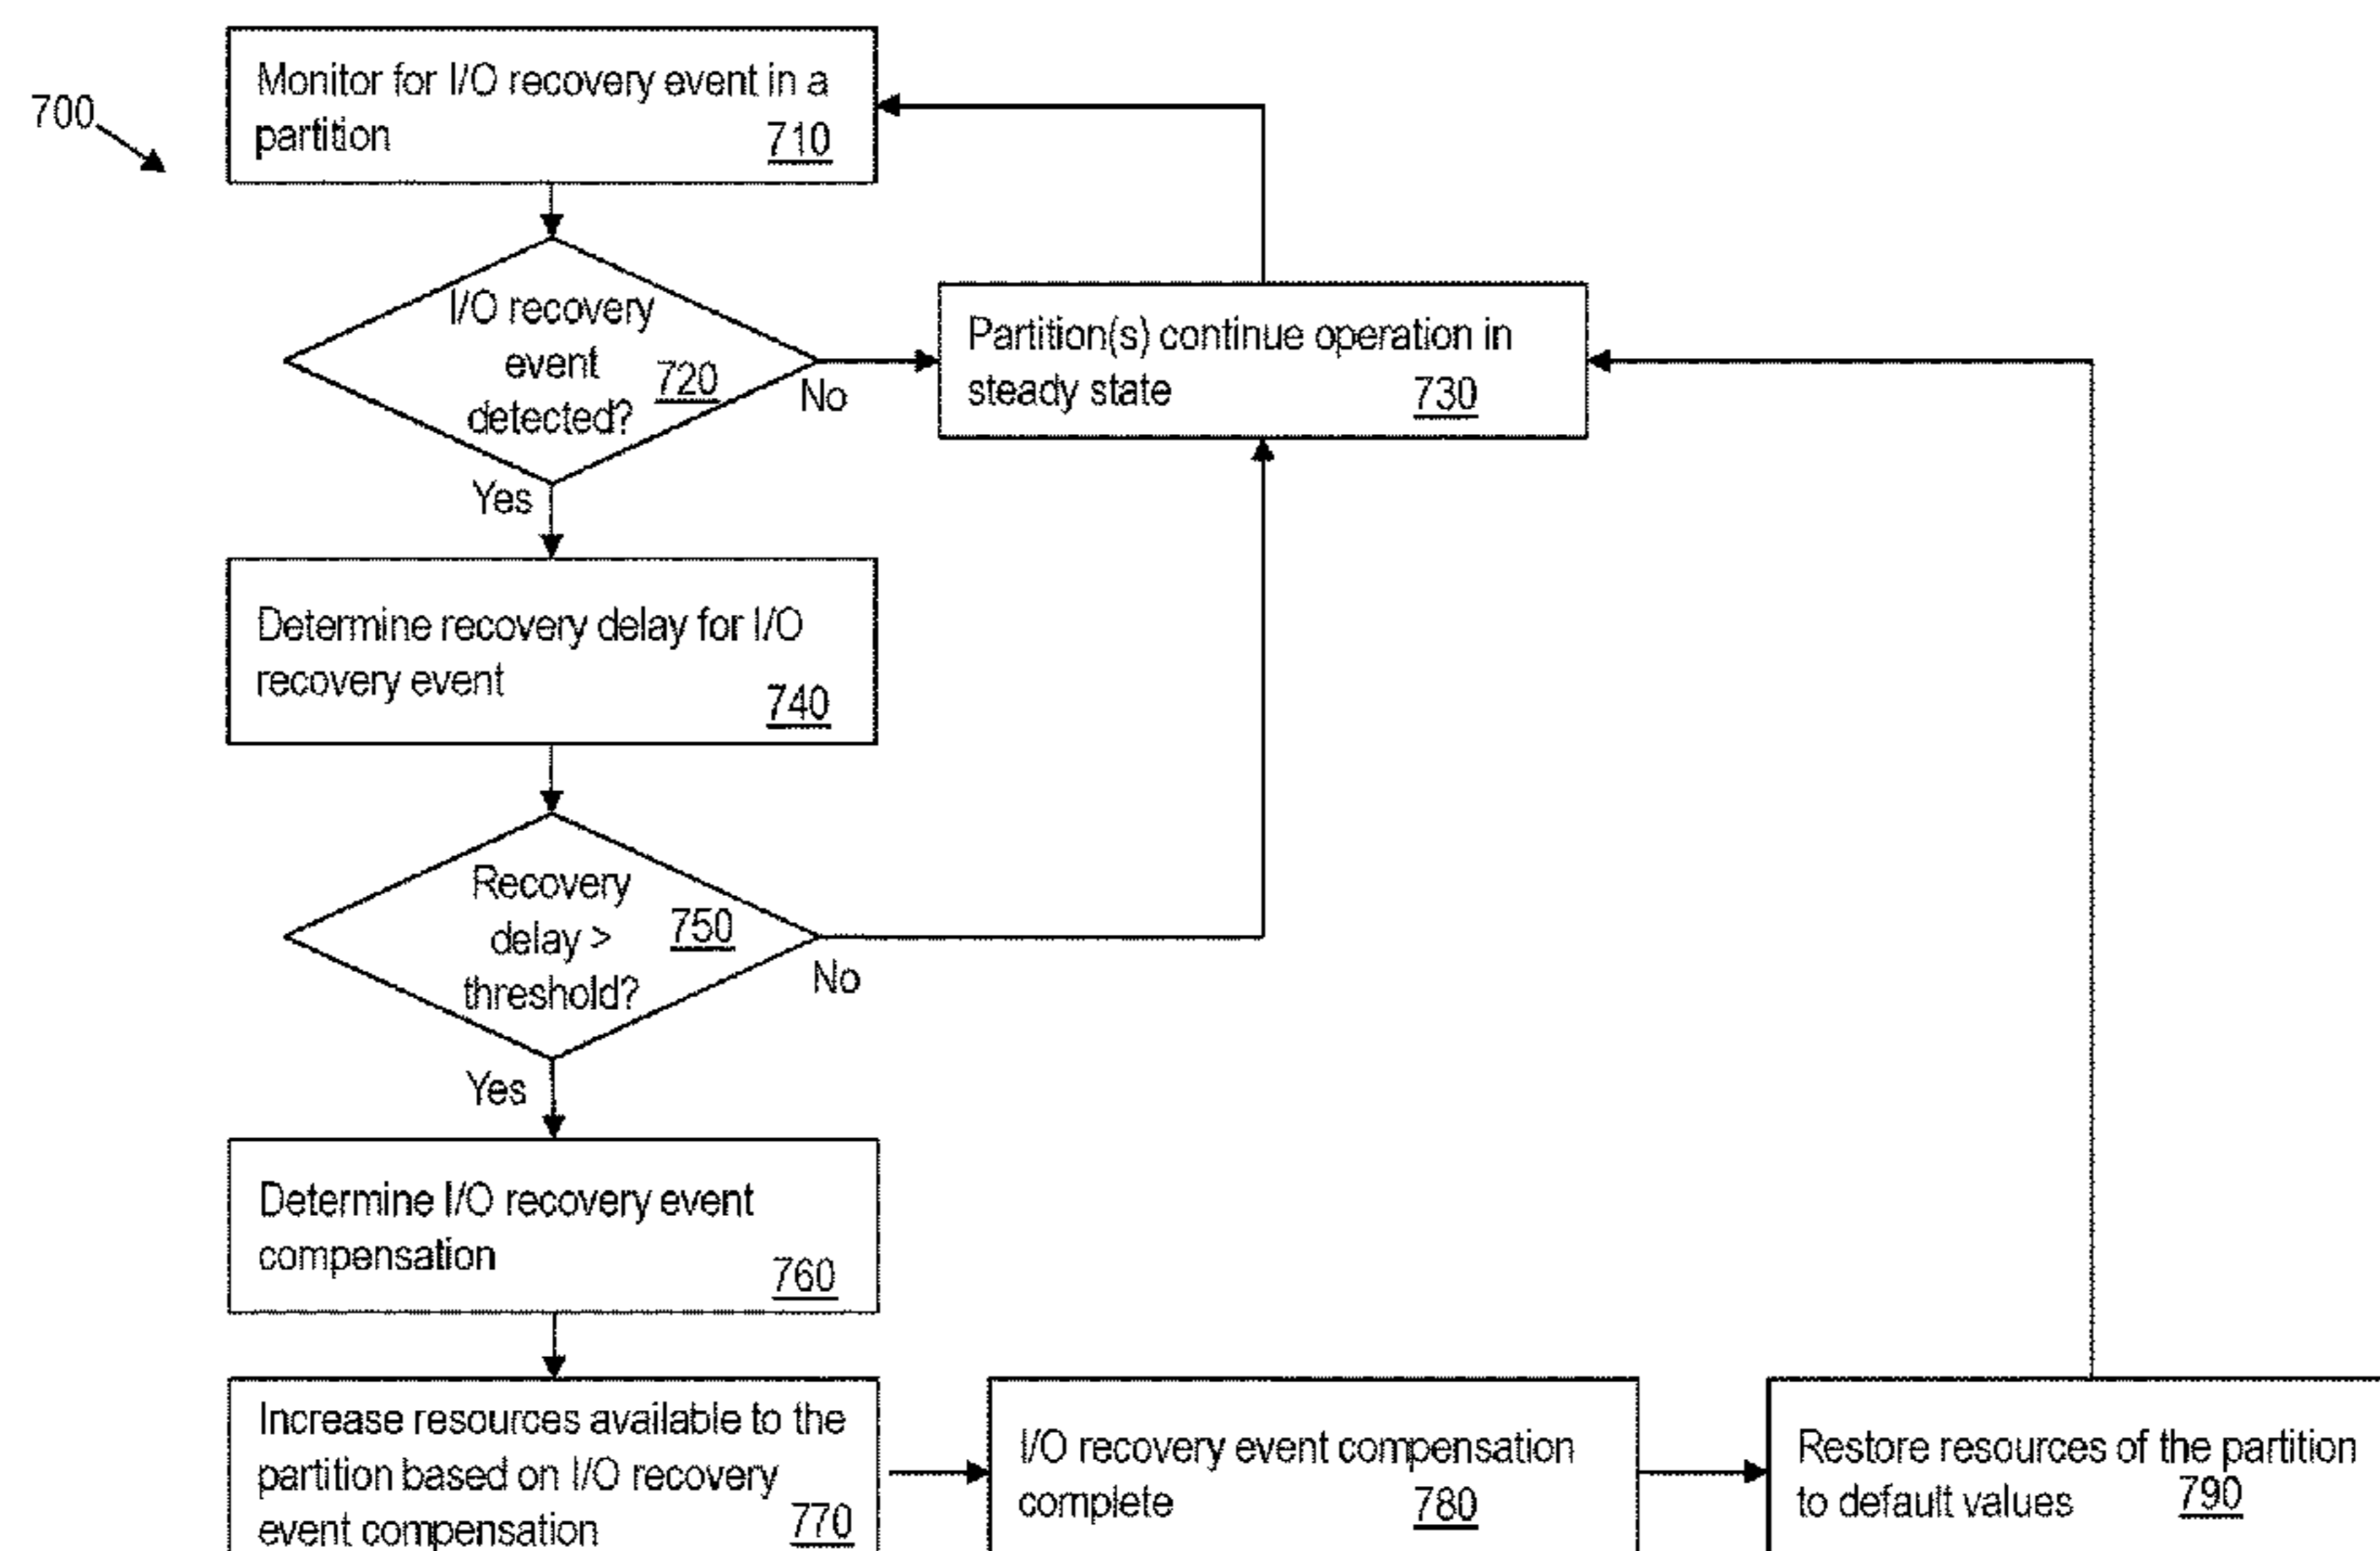 700
Monitor for I/O recovery event in a
partition
710
I/O recovery
event
detected?
720
No
Yes
Partition(s) continue operation in
steady state
730
Determine recovery delay for I/O
recovery event
740
Recovery
delay >
threshold?
750
No
Yes
Determine I/O recovery event
compensation
760
Increase resources available to the
partition based on I/O recovery
event compensation
770
I/O recovery event compensation
complete
780
Restore resources of the partition
to default values
790